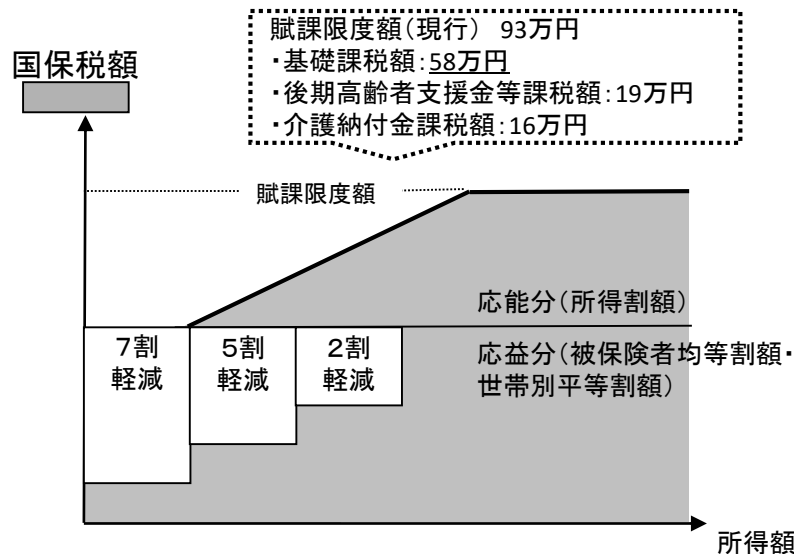 賦課限度額(現行) 93万円
・基礎課税額:58万円
・後期高齢者支援金等課税額:19万円
・介護納付金課税額:16万円
国保税額
賦課限度額
応能分(所得割額)
7割
軽減
5割
軽減
2割
軽減
応益分(被保険者均等割額・
世帯別平等割額)
所得額